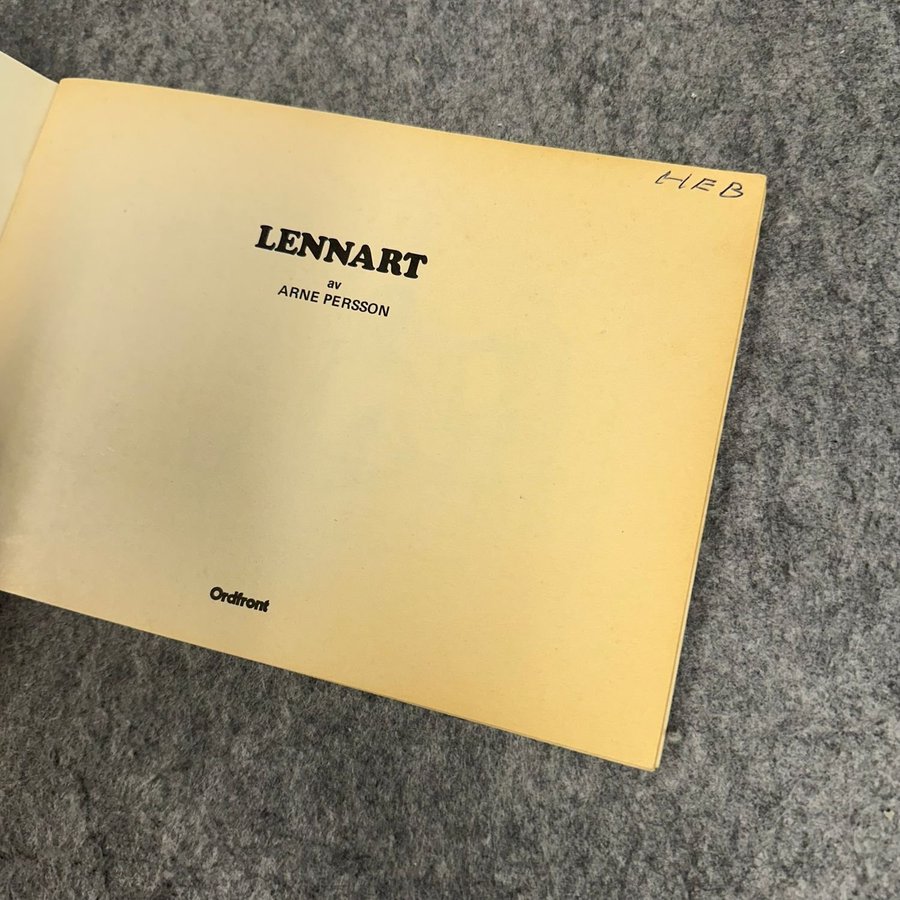 HEB
LENNART
av
ARNE PERSSON
Ordfront